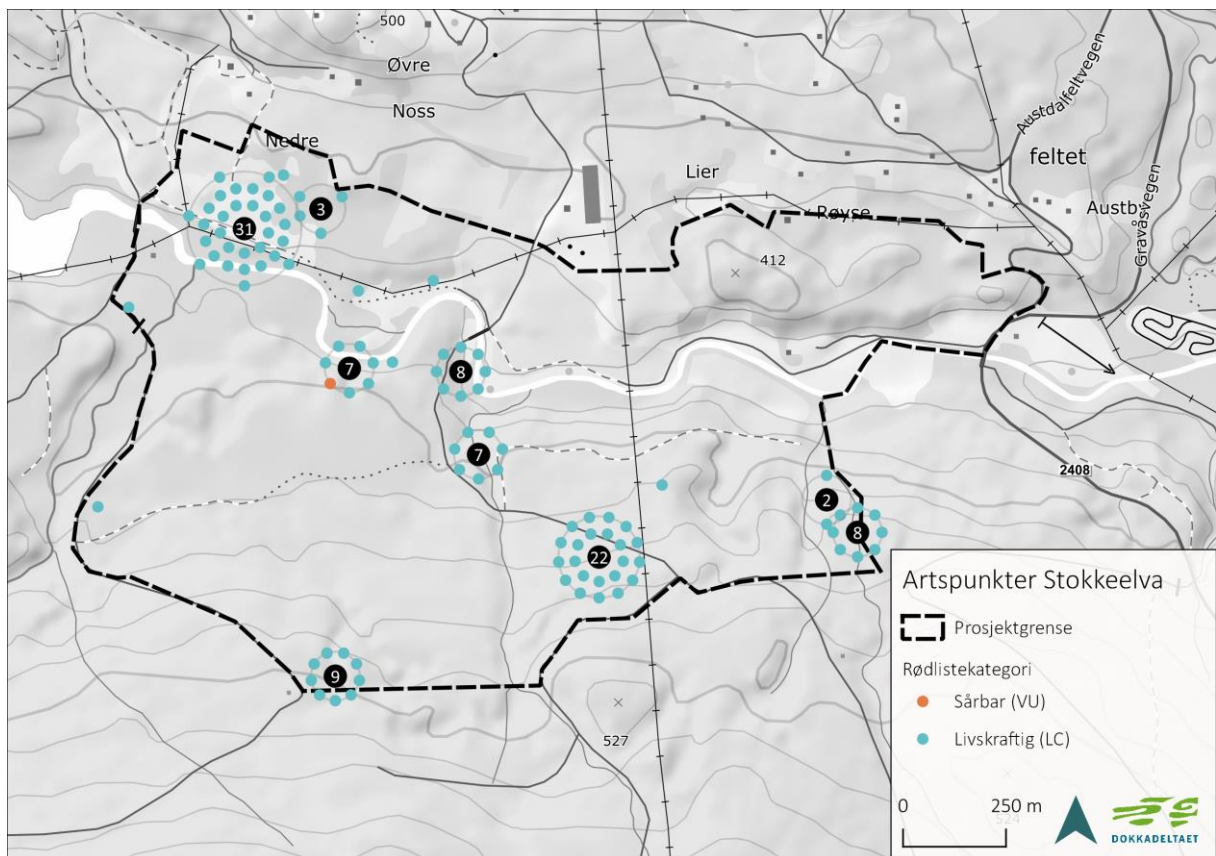 500
Øvre
Noss
Nedre
Lier
Røyse
412
Austdalfeltvegen
feltet
Austb
Gravåsvegen
31
3
7
8
7
2
8
22
9
2408
527
Artspunkter Stokkeelva
Prosjektgrense
Rødlistekategori
Sårbar (VU)
Livskraftig (LC)
0
250 m
524
DOKKADELTAET